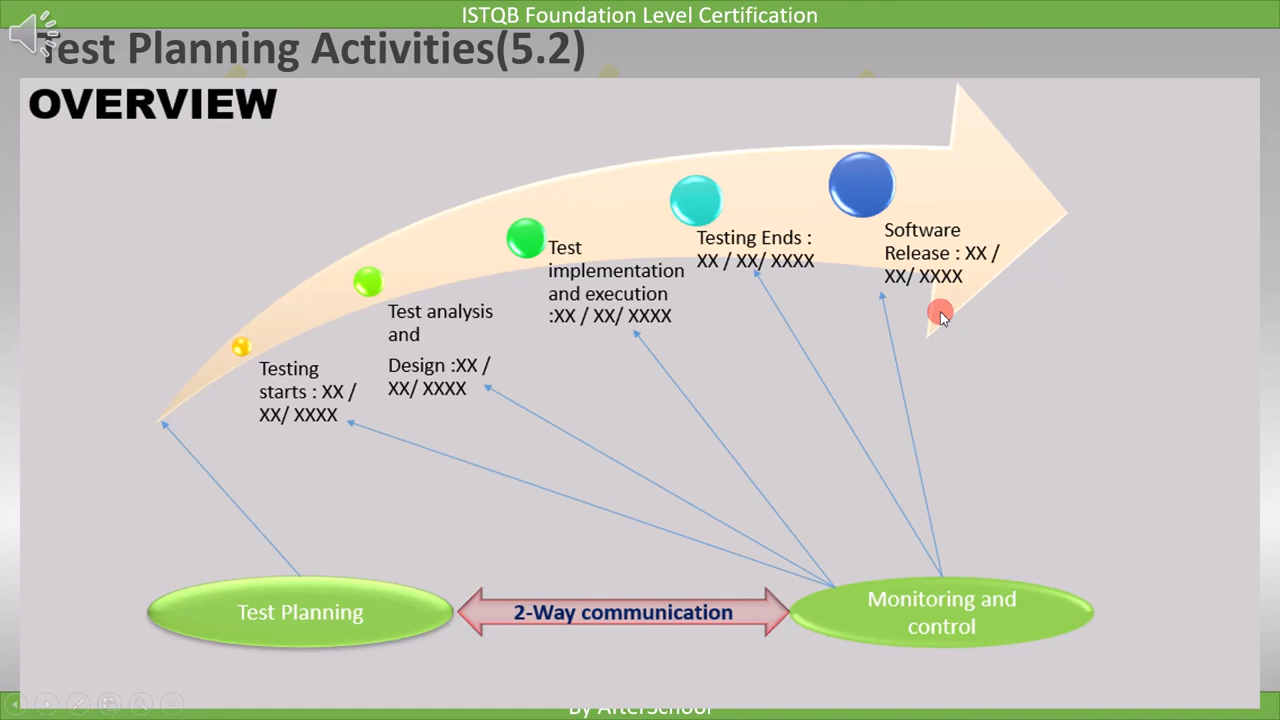 ISTQB Foundation Level Certification
Test Planning Activities(5.2)
OVERVIEW
Testing
starts : XX /
XX/ XXXX
Test analysis
and
Design :XX /
XX/ XXXX
Test
implementation
and execution
:XX / XX/ XXXX
Testing Ends :
XX / XX/ XXXX
Software
Release : XX /
XX/ XXXX
Test Planning
2-Way communication
Monitoring and
control
By AfterSchool